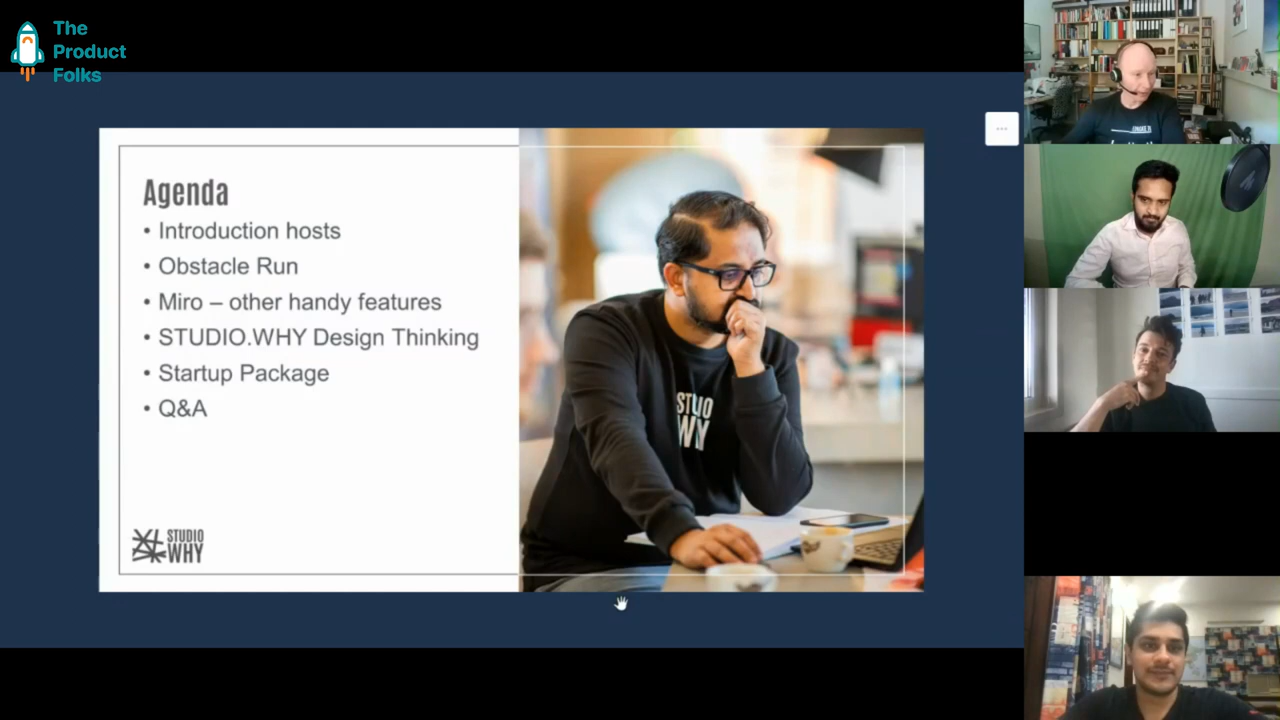 The
Product
Folks
Agenda
• Introduction hosts
• Obstacle Run
• Miro – other handy features
• STUDIO.WHY Design Thinking
• Startup Package
• Q&A
STUDIO
WHY
STUDIO
WHY